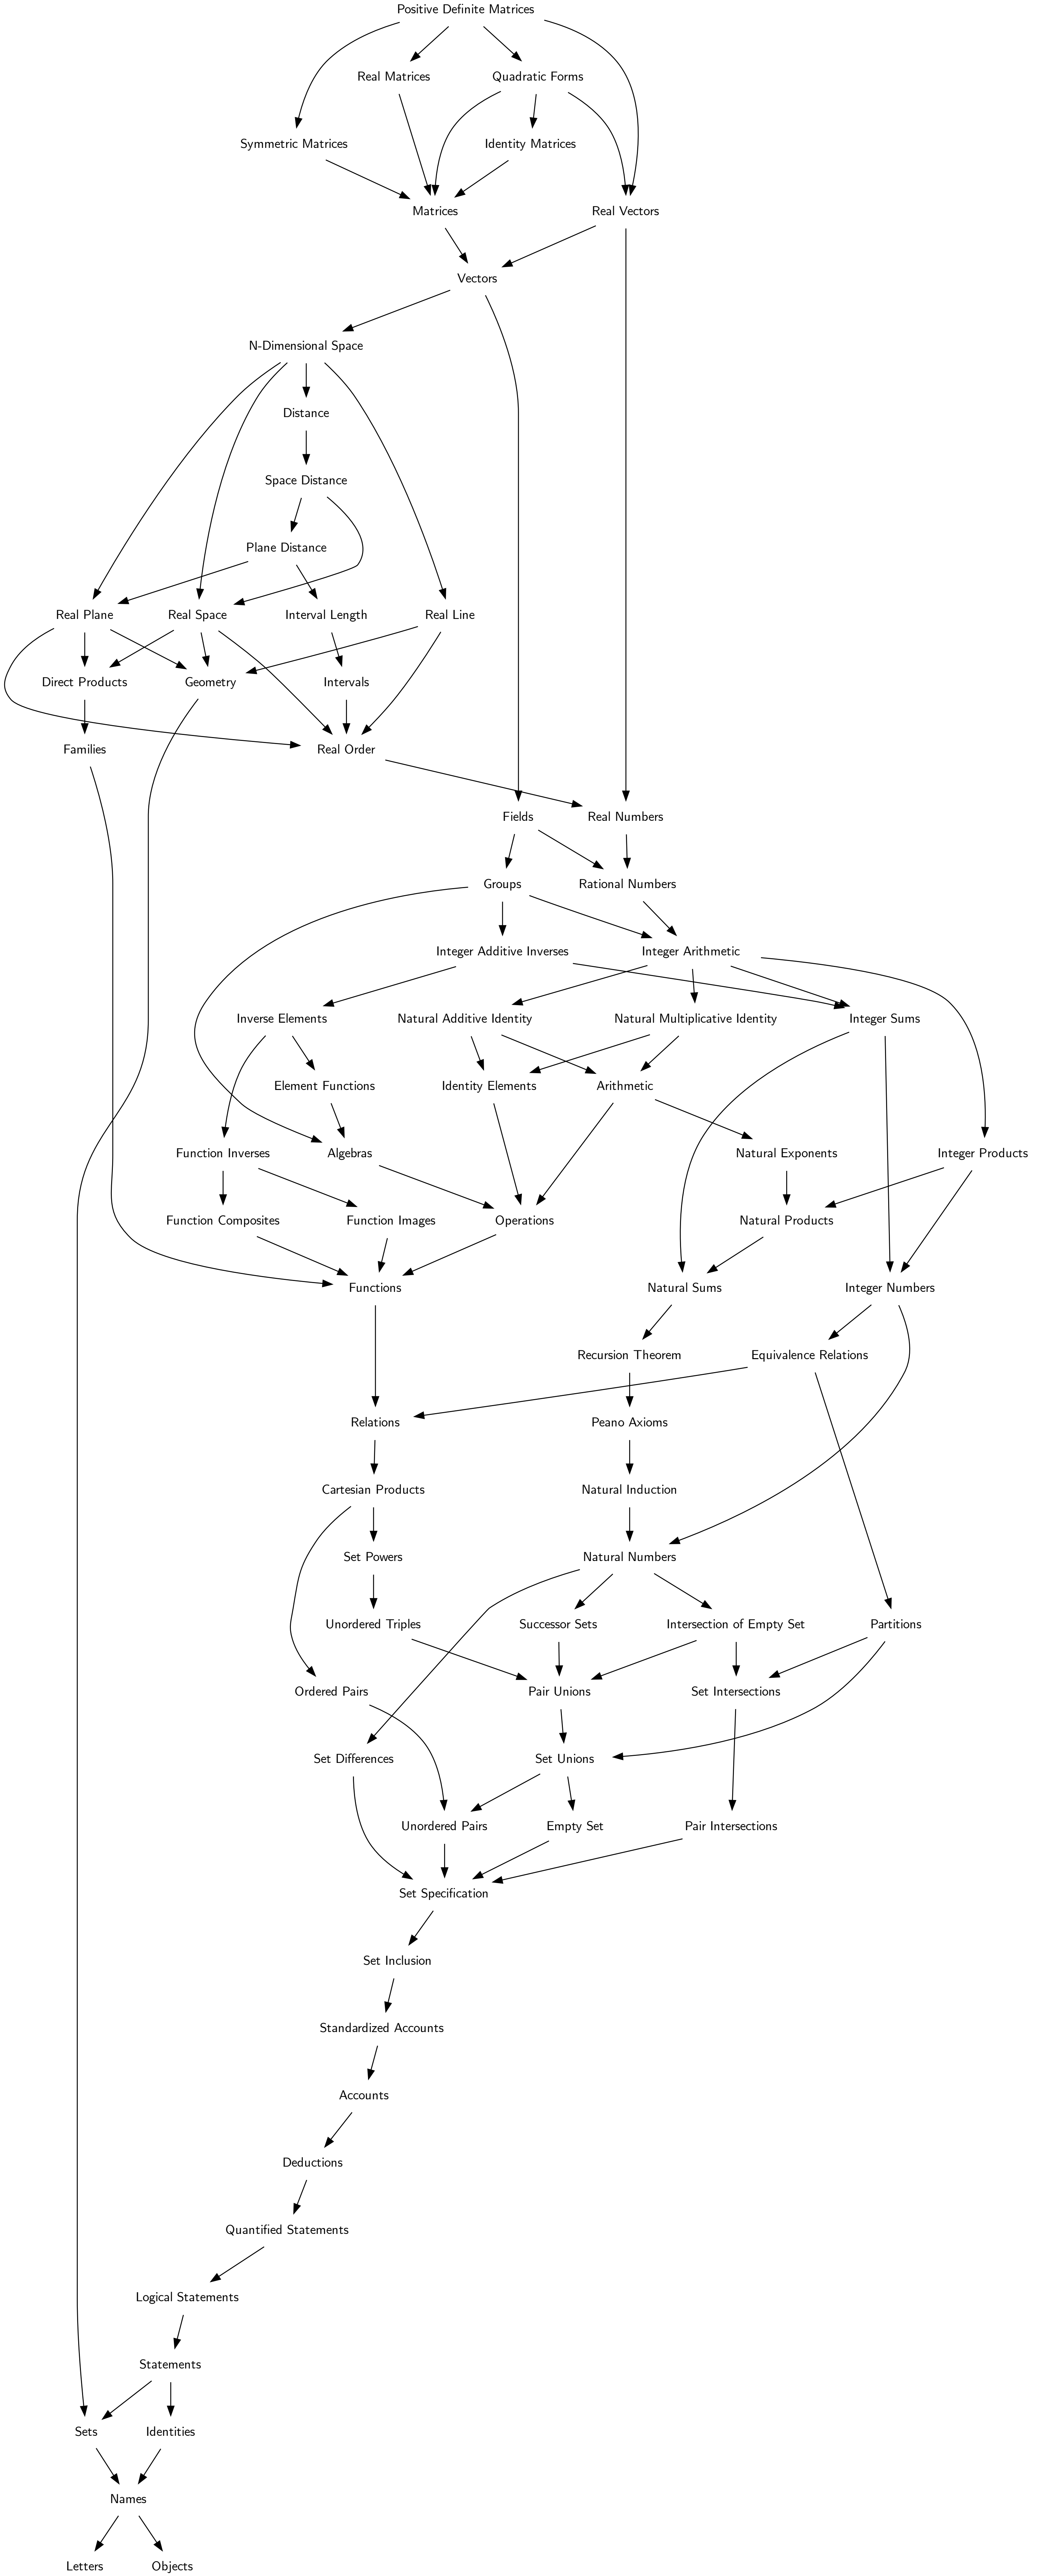 Positive Definite Matrices
Real Matrices
Quadratic Forms
Symmetric Matrices
Identity Matrices
Matrices
Real Vectors
Vectors
N-Dimensional Space
Distance
Space Distance
Plane Distance
Real Plane
Real Space
Interval Length
Real Line
Direct Products
Geometry
Intervals
Families
Real Order
Fields
Real Numbers
Groups
Rational Numbers
Integer Additive Inverses
Integer Arithmetic
Inverse Elements
Natural Additive Identity
Natural Multiplicative Identity
Integer Sums
Element Functions
Identity Elements
Arithmetic
Function Inverses
Algebras
Natural Exponents
Integer Products
Function Composites
Function Images
Operations
Natural Products
Functions
Natural Sums
Integer Numbers
Recursion Theorem
Equivalence Relations
Relations
Peano Axioms
Cartesian Products
Natural Induction
Set Powers
Natural Numbers
Unordered Triples
Successor Sets
Intersection of Empty Set
Partitions
Ordered Pairs
Pair Unions
Set Intersections
Set Differences
Set Unions
Unordered Pairs
Empty Set
Pair Intersections
Set Specification
Set Inclusion
Standardized Accounts
Accounts
Deductions
Quantified Statements
Logical Statements
Statements
Sets
Identities
Names
Letters
Objects